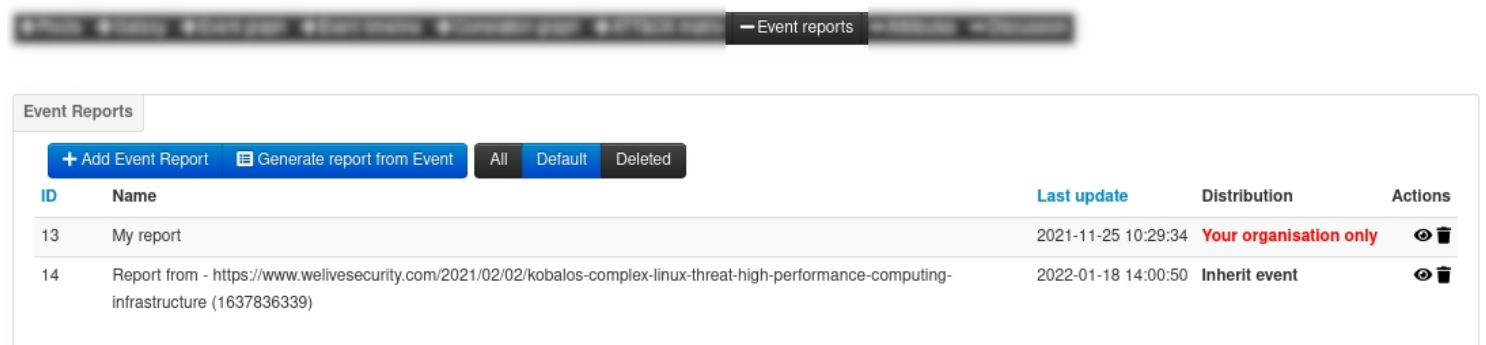 Event reports
Event Reports
Add Event Report Generate report from Event All Default Deleted
ID Name Last update Distribution Actions
13 My report 2021-11-25 10:29:34 Your organisation only
14 Report from - https://www.welivesecurity.com/2021/02/02/kobalos-complex-linux-threat-high-performance-computing- 2022-01-18 14:00:50 Inherit event
infrastructure (1637836339)